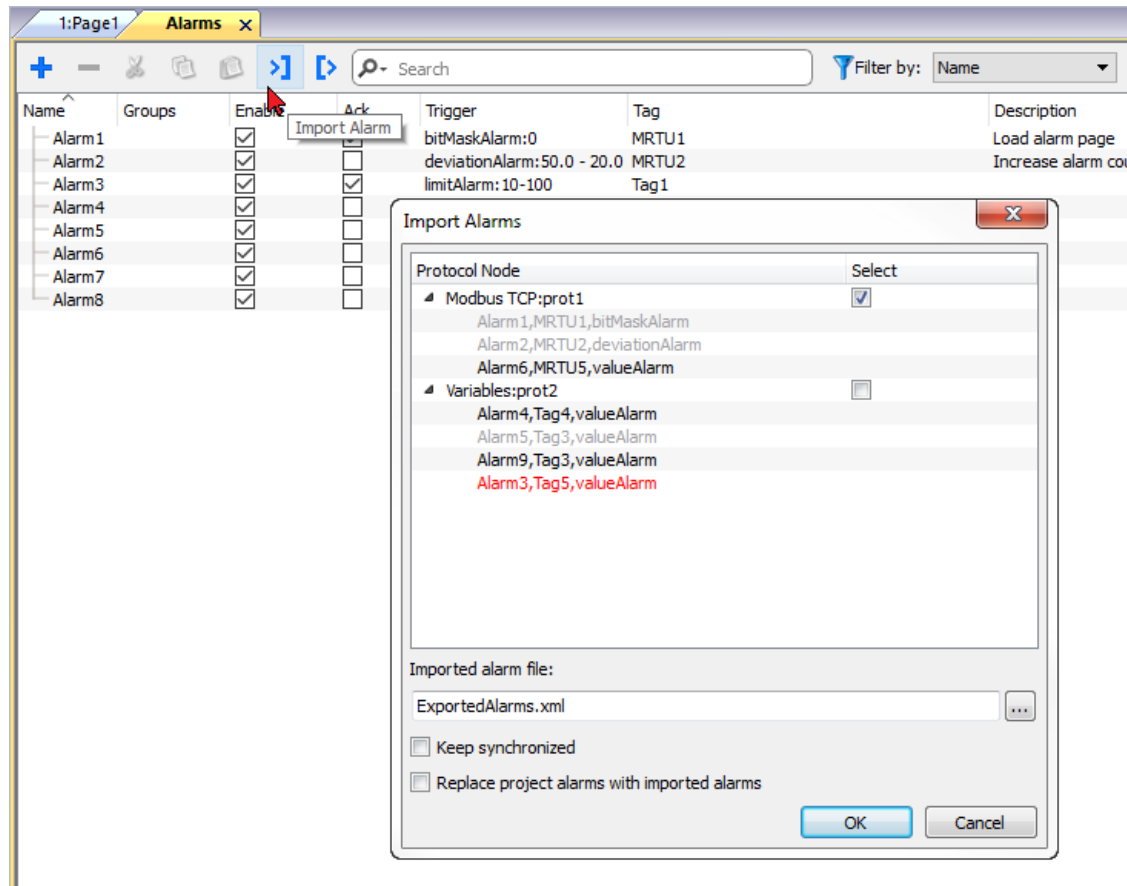 1:Page1 Alarms x
Search Filter by: Name
Name Groups Enable Ack Trigger Tag Description
Import Alarm
Alarm1 bitMaskAlarm:0 MRTU1 Load alarm page
Alarm2 deviationAlarm:50.0 - 20.0 MRTU2 Increase alarm cou
Alarm3 limitAlarm:10-100 Tag1
Alarm4
Alarm5
Alarm6
Alarm7
Alarm8
Import Alarms
Protocol Node Select
Modbus TCP:prot1
Alarm1,MRTU1,bitMaskAlarm
Alarm2,MRTU2,deviationAlarm
Alarm6,MRTU5,valueAlarm
Variables:prot2
Alarm4,Tag4,valueAlarm
Alarm5,Tag3,valueAlarm
Alarm9,Tag3,valueAlarm
Alarm3,Tag5,valueAlarm
Imported alarm file:
ExportedAlarms.xml ...
Keep synchronized
Replace project alarms with imported alarms
OK Cancel